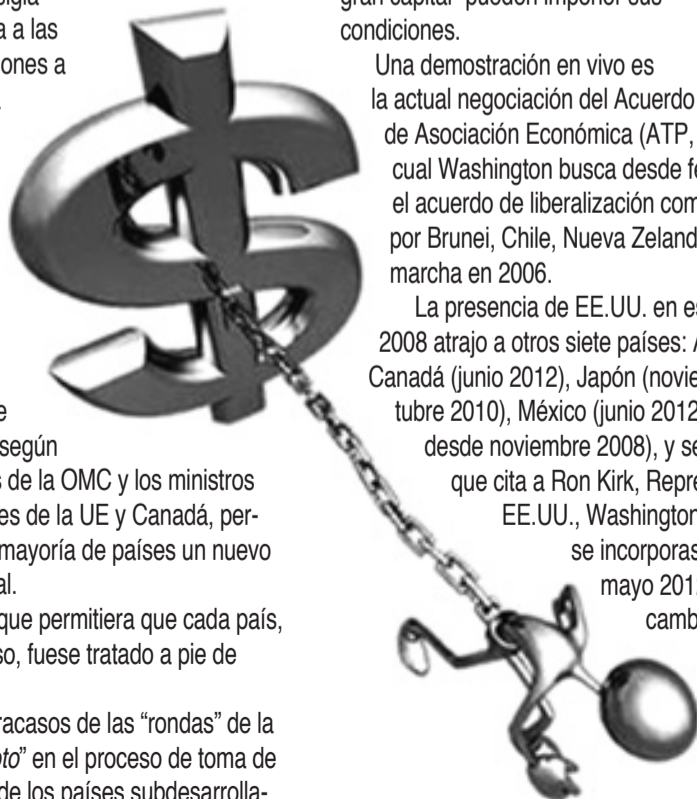 a a las
iones a
e
según
s de la OMC y los ministros
es de la UE y Canadá, per-
mayoría de países un nuevo
al.
que permitiera que cada país,
so, fuese tratado a pie de
racasos de las “rondas” de la
oto” en el proceso de toma de
de los países subdesarrolla-
gran capital” pueden imponer sus
condiciones.
Una demostración en vivo es
la actual negociación del Acuerdo
de Asociación Económica (ATP,
cual Washington busca desde fe
el acuerdo de liberalización com
por Brunei, Chile, Nueva Zeland
marcha en 2006.
La presencia de EE.UU. en es
2008 atrajo a otros siete países: A
Canadá (junio 2012), Japón (novie
tubre 2010), México (junio 2012
desde noviembre 2008), y se
que cita a Ron Kirk, Repre
EE.UU., Washington
se incorporas
mayo 201
camb